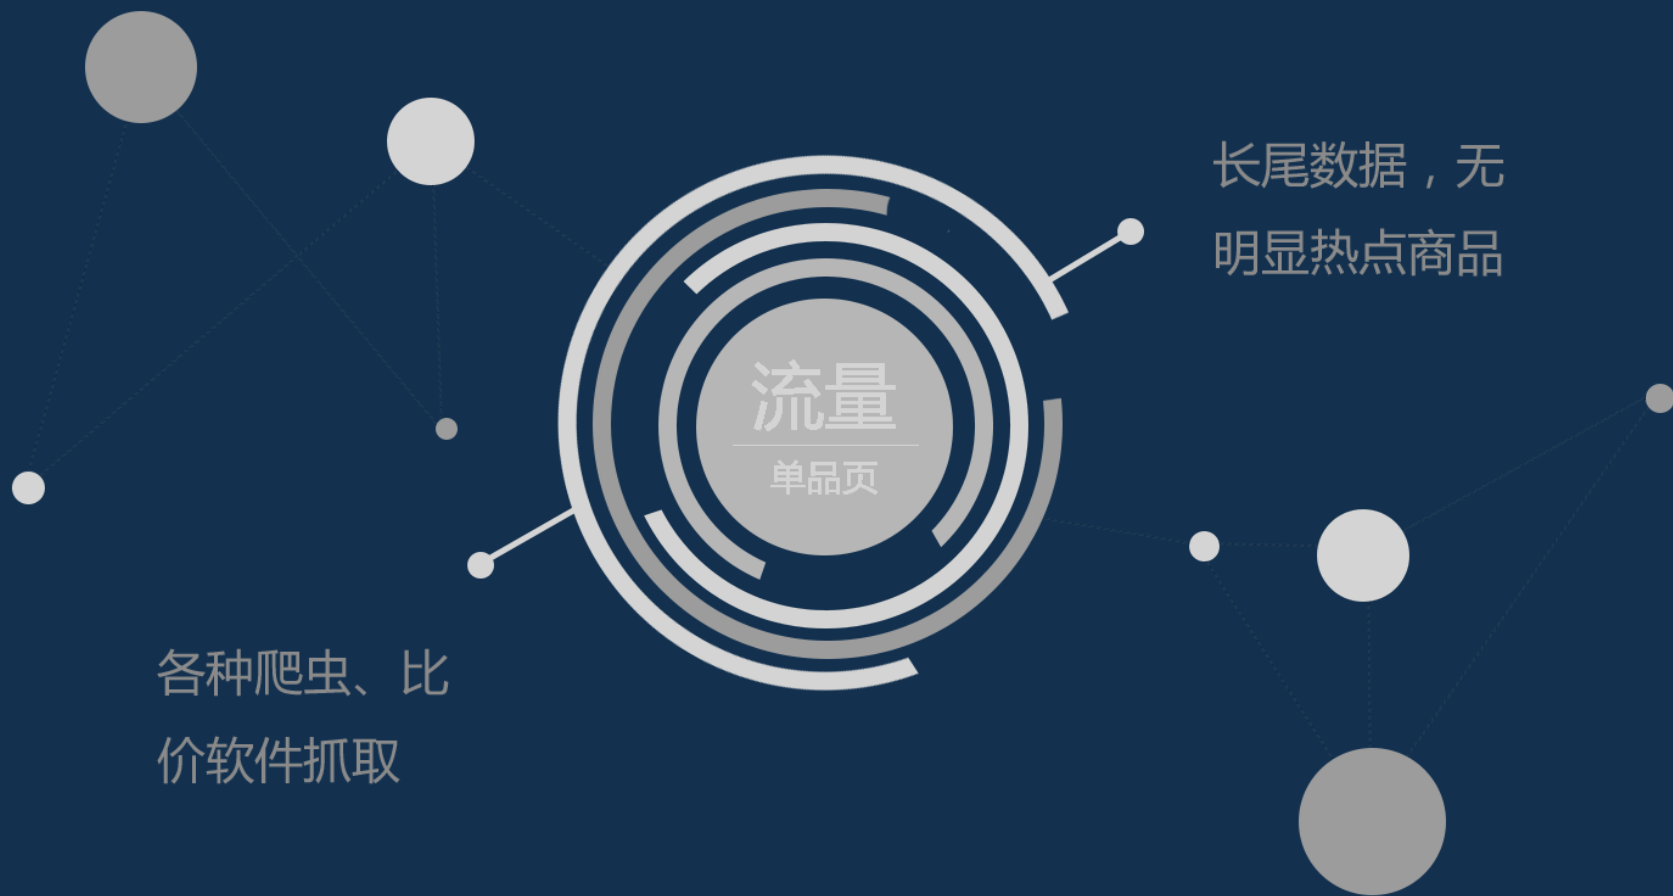 长尾数据，无
明显热点商品
流量
单品页
各种爬虫、比
价软件抓取